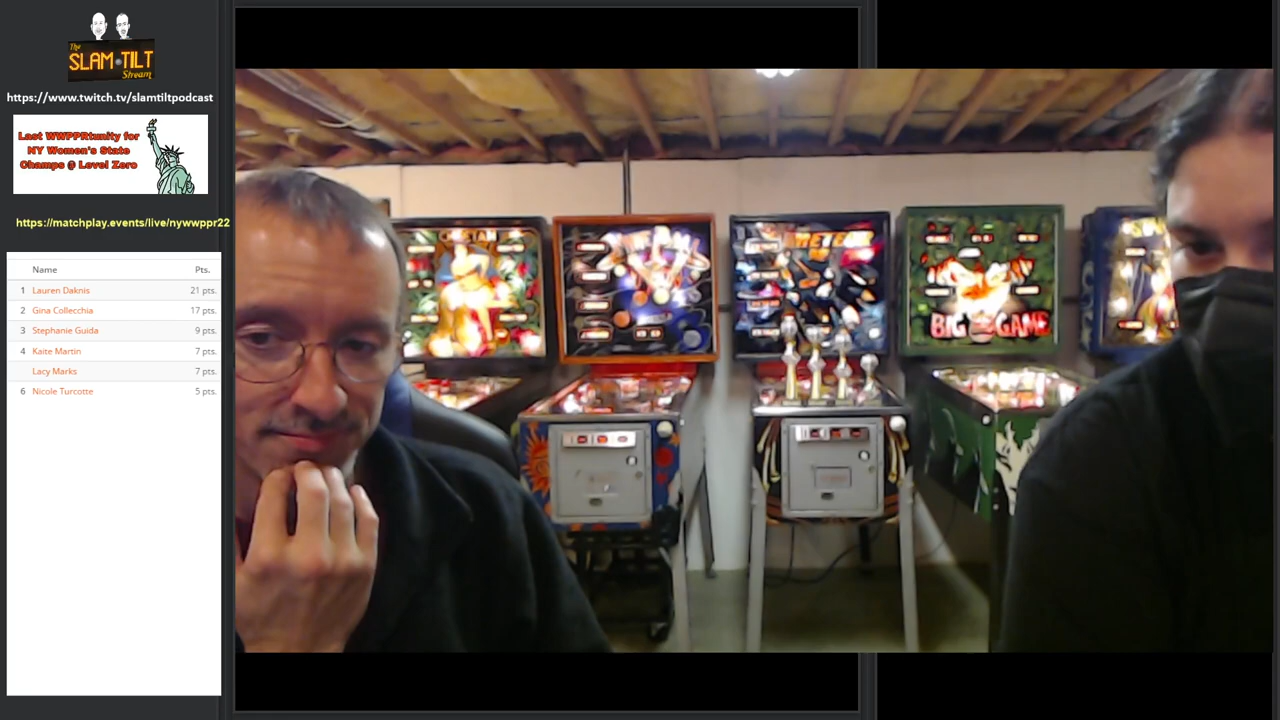 The
SLAM TILT
Stream
https://www.twitch.tv/slamtiltpodcast
Last WWPPRtunity for
NY Women's State
Champs @ Level Zero
https://matchplay.events/live/nywwppr22
Name Pts.
1 Lauren Daknis 21 pts.
2 Gina Collecchia 17 pts.
3 Stephanie Guida 9 pts.
4 Kaite Martin 7 pts.
Lacy Marks 7 pts.
6 Nicole Turcotte 5 pts.
CHEETAH
METEOR
BIG GAME